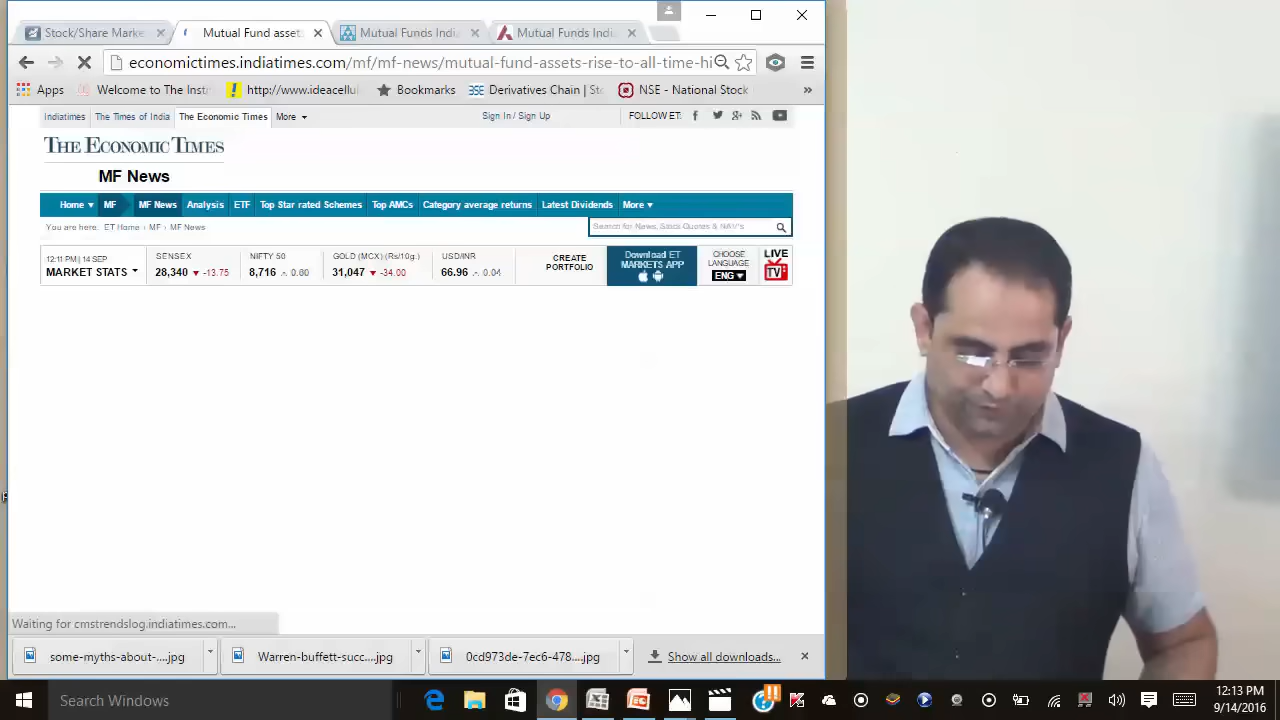 Stock/Share Marke
Mutual Fund asset
Mutual Funds Indi
Mutual Funds Indi
economictimes.indiatimes.com/mf/mf-news/mutual-fund-assets-rise-to-all-time-hi
Apps
Welcome to The Inst
http://www.ideacellul
Bookmarks
Derivatives Chain | Sto
NSE - National Stock
»
Indiatimes
The Times of India
The Economic Times
More
Sign In / Sign Up
FOLLOW ET:
THE ECONOMIC TIMES
MF News
Home
MF
MF News
Analysis
ETF
Top Star rated Schemes
Top AMCs
Category average returns
Latest Dividends
More
You are here: ET Home › MF › MF News
Search for News, Stock Quotes & NAV's
12:11 PM | 14 SEP
MARKET STATS
SENSEX
28,340 ▼ -13.75
NIFTY 50
8,716 0.80
GOLD (MCX) (Rs/10g.)
31,047 ▼ -34.00
USD/INR
66.96 0.04
CREATE
PORTFOLIO
Download ET
MARKETS APP
CHOOSE
LANGUAGE
ENG
LIVE
TV
Waiting for cmstrendslog.indiatimes.com...
some-myths-about-....jpg
Warren-buffett-succ....jpg
0cd973de-7ec6-478....jpg
Show all downloads...
Search Windows
12:13 PM
9/14/2016